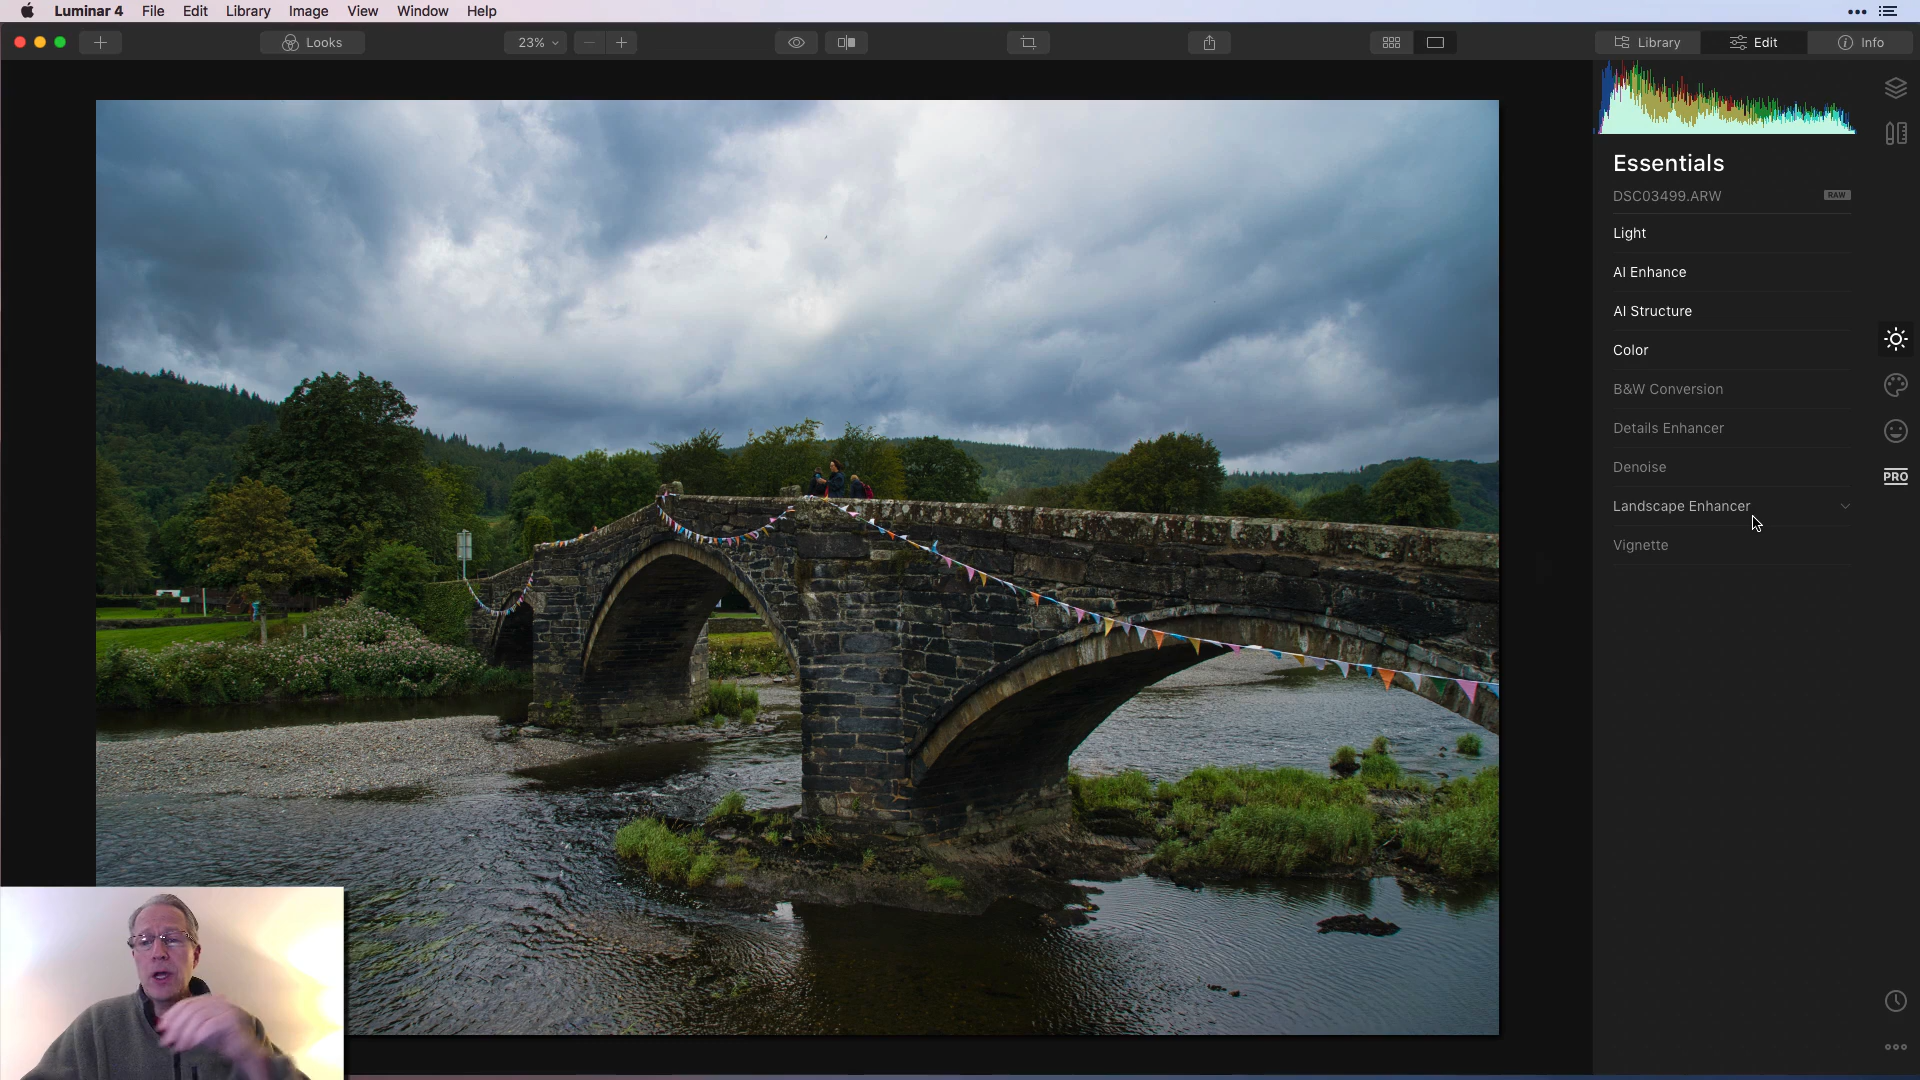 Luminar 4 File Edit Library Image View Window Help
Looks 23% Library Edit Info
Essentials
DSC03499.ARW RAW
Light
AI Enhance
AI Structure
Color
B&W Conversion
Details Enhancer
Denoise
PRO
Landscape Enhancer
Vignette